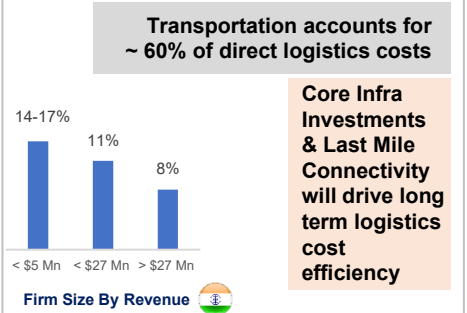 Transportation accounts for
~ 60% of direct logistics costs
14-17%
11%
8%
< $5 Mn
< $27 Mn
> $27 Mn
Firm Size By Revenue
Core Infra
Investments
& Last Mile
Connectivity
will drive long
term logistics
cost
efficiency